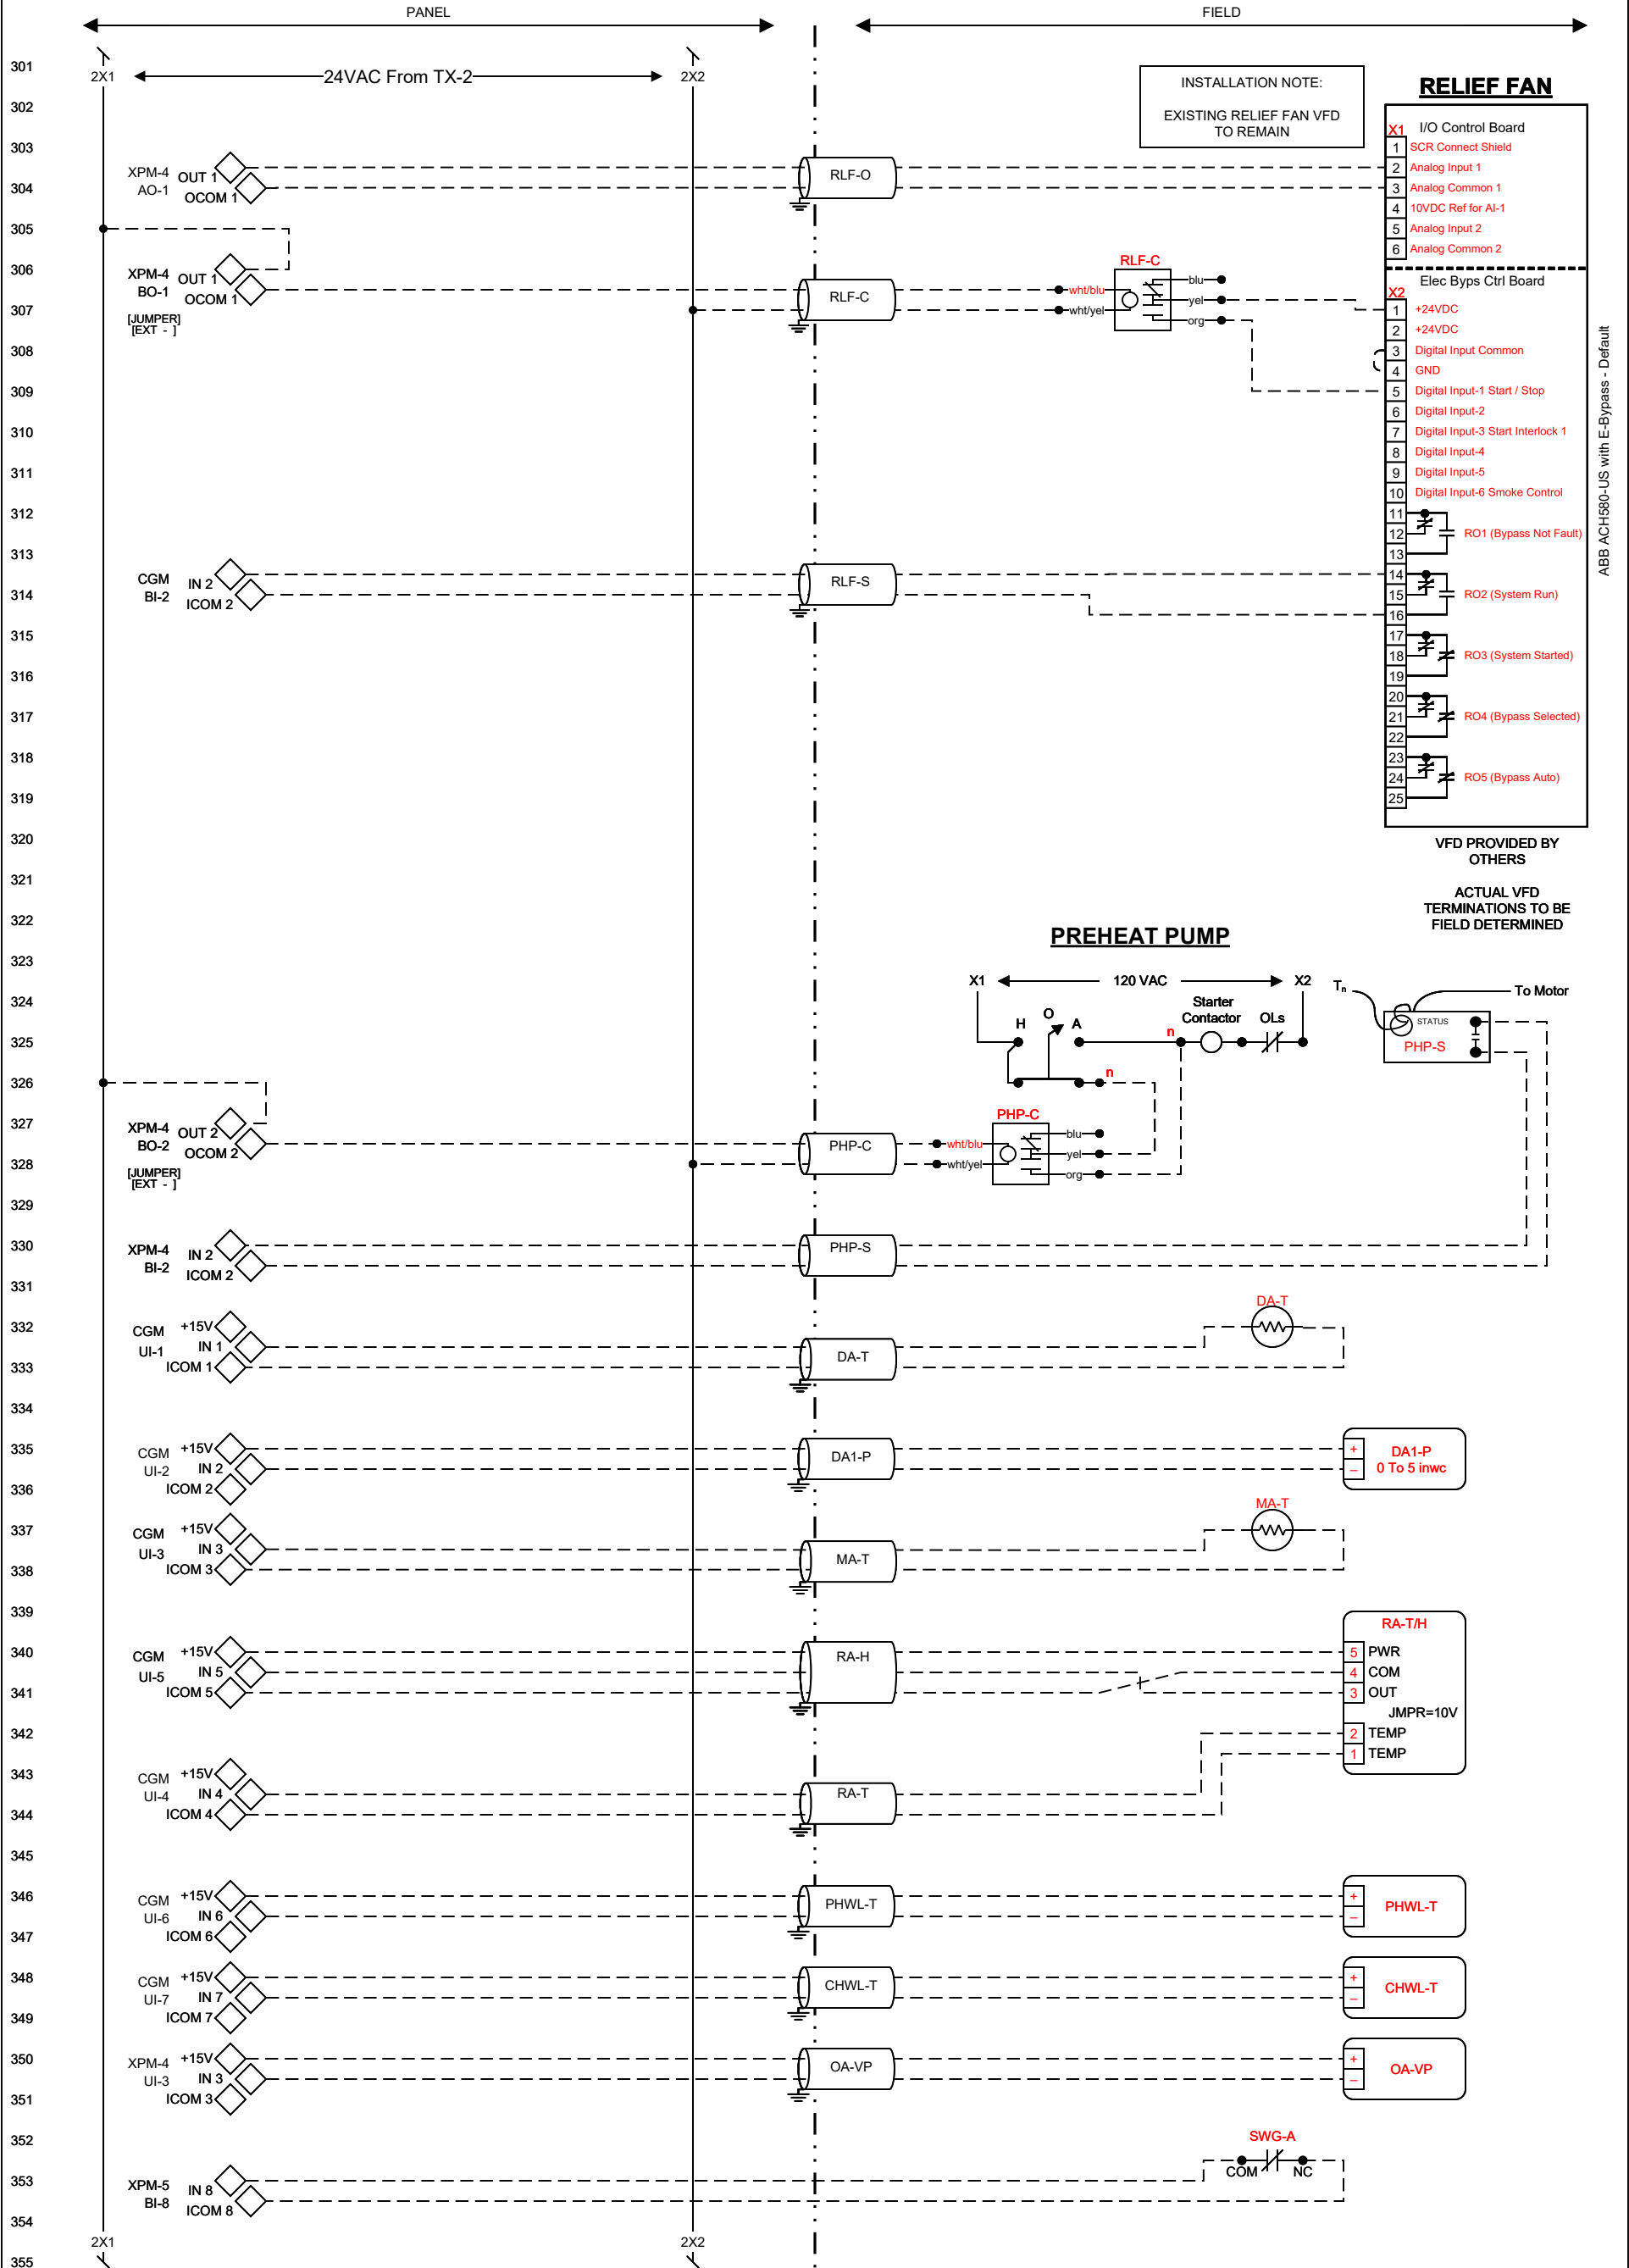 PANEL
FIELD
301
2X1
24VAC From TX-2
2X2
INSTALLATION NOTE:
EXISTING RELIEF FAN VFD
TO REMAIN
RELIEF FAN
302
303
X1 I/O Control Board
1 SCR Connect Shield
XPM-4 OUT 1
AO-1 OCOM 1
RLF-O
2 Analog Input 1
304
3 Analog Common 1
4 10VDC Ref for AI-1
305
5 Analog Input 2
6 Analog Common 2
306
XPM-4 OUT 1
BO-1 OCOM 1
[JUMPER]
[EXT - ]
RLF-C
RLF-C
wht/blu
wht/yel
blu
yel
org
Elec Byps Ctrl Board
X2
307
1 +24VDC
2 +24VDC
308
3 Digital Input Common
4 GND
309
5 Digital Input-1 Start / Stop
6 Digital Input-2
310
7 Digital Input-3 Start Interlock 1
8 Digital Input-4
311
9 Digital Input-5
10 Digital Input-6 Smoke Control
312
11
12 RO1 (Bypass Not Fault)
313
13
CGM IN 2
BI-2 ICOM 2
RLF-S
14
314
15 RO2 (System Run)
16
315
17
18 RO3 (System Started)
316
19
20
317
21 RO4 (Bypass Selected)
22
318
23
24 RO5 (Bypass Auto)
319
25
ABB ACH580-US with E-Bypass - Default
320
VFD PROVIDED BY
OTHERS
321
322
ACTUAL VFD
TERMINATIONS TO BE
FIELD DETERMINED
PREHEAT PUMP
323
X1
120 VAC
X2
Tn
To Motor
324
Starter
Contactor
OLs
H O A
n
STATUS
325
PHP-S
326
n
327
XPM-4 OUT 2
BO-2 OCOM 2
[JUMPER]
[EXT - ]
PHP-C
PHP-C
wht/blu
wht/yel
blu
yel
org
328
329
330
XPM-4 IN 2
BI-2 ICOM 2
PHP-S
331
332
CGM +15V
UI-1 IN 1
ICOM 1
DA-T
DA-T
333
334
335
CGM +15V
UI-2 IN 2
ICOM 2
DA1-P
+
–
DA1-P
0 To 5 inwc
336
337
CGM +15V
UI-3 IN 3
ICOM 3
MA-T
MA-T
338
339
RA-T/H
340
CGM +15V
UI-5 IN 5
ICOM 5
RA-H
5 PWR
4 COM
341
3 OUT
JMPR=10V
342
2 TEMP
1 TEMP
343
CGM +15V
UI-4 IN 4
ICOM 4
RA-T
344
345
346
CGM +15V
UI-6 IN 6
ICOM 6
PHWL-T
+
–
PHWL-T
347
348
CGM +15V
UI-7 IN 7
ICOM 7
CHWL-T
+
–
CHWL-T
349
350
XPM-4 +15V
UI-3 IN 3
ICOM 3
OA-VP
+
–
OA-VP
351
352
SWG-A
COM NC
353
XPM-5 IN 8
BI-8 ICOM 8
354
2X1
2X2
355